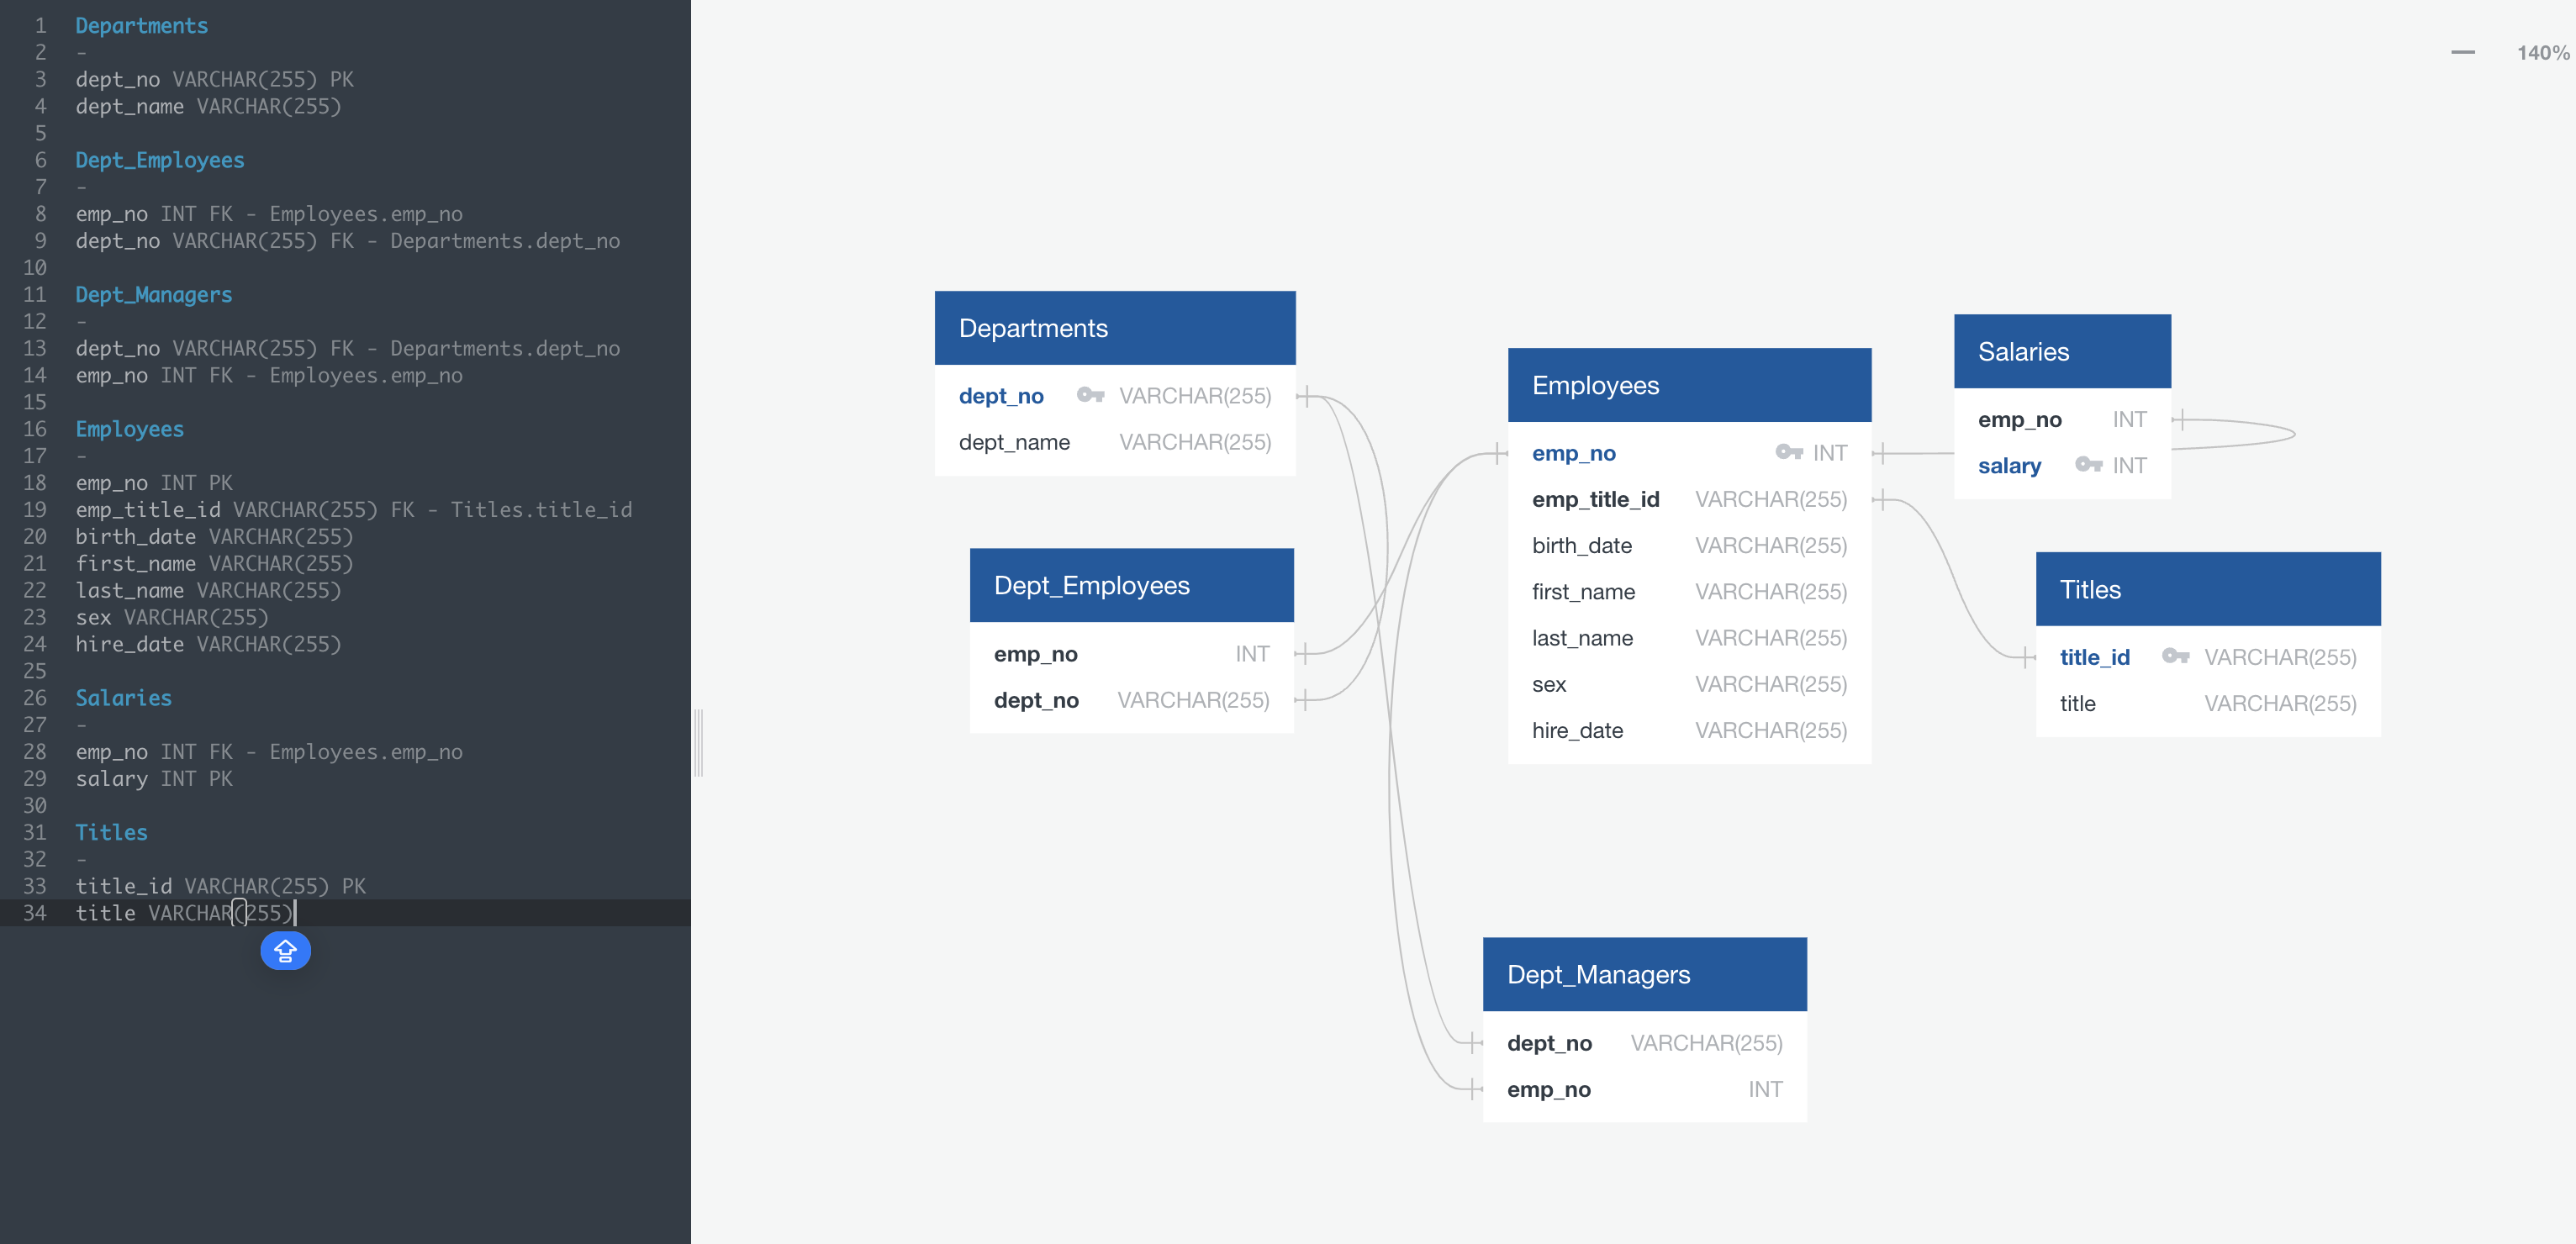 1 Departments
2 -
3 dept_no VARCHAR(255) PK
4 dept_name VARCHAR(255)
5
6 Dept_Employees
7 -
8 emp_no INT FK - Employees.emp_no
9 dept_no VARCHAR(255) FK - Departments.dept_no
10
11 Dept_Managers
12 -
13 dept_no VARCHAR(255) FK - Departments.dept_no
14 emp_no INT FK - Employees.emp_no
15
16 Employees
17 -
18 emp_no INT PK
19 emp_title_id VARCHAR(255) FK - Titles.title_id
20 birth_date VARCHAR(255)
21 first_name VARCHAR(255)
22 last_name VARCHAR(255)
23 sex VARCHAR(255)
24 hire_date VARCHAR(255)
25
26 Salaries
27 -
28 emp_no INT FK - Employees.emp_no
29 salary INT PK
30
31 Titles
32 -
33 title_id VARCHAR(255) PK
34 title VARCHAR(255)
140%
Departments
dept_no VARCHAR(255)
dept_name VARCHAR(255)
Dept_Employees
emp_no INT
dept_no VARCHAR(255)
Employees
emp_no INT
emp_title_id VARCHAR(255)
birth_date VARCHAR(255)
first_name VARCHAR(255)
last_name VARCHAR(255)
sex VARCHAR(255)
hire_date VARCHAR(255)
Salaries
emp_no INT
salary INT
Titles
title_id VARCHAR(255)
title VARCHAR(255)
Dept_Managers
dept_no VARCHAR(255)
emp_no INT